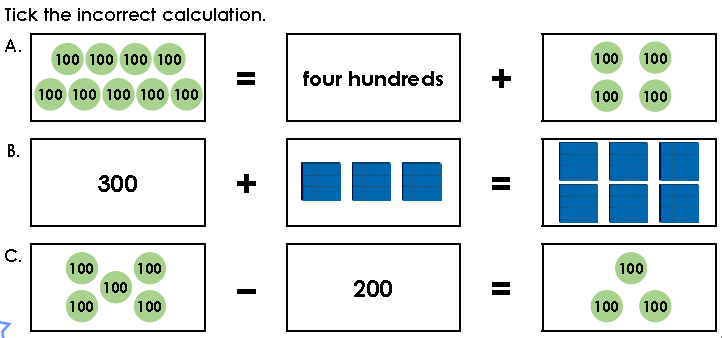 Tick the incorrect calculation.
A.
100 100 100 100
100 100 100 100 100
=
four hundreds
+
100 100
100 100
B.
300
+
=
C.
100 100
100
100 100
−
200
=
100
100 100